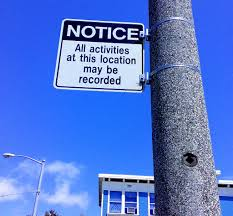 NOTICE
All activities
at this location
may be
recorded